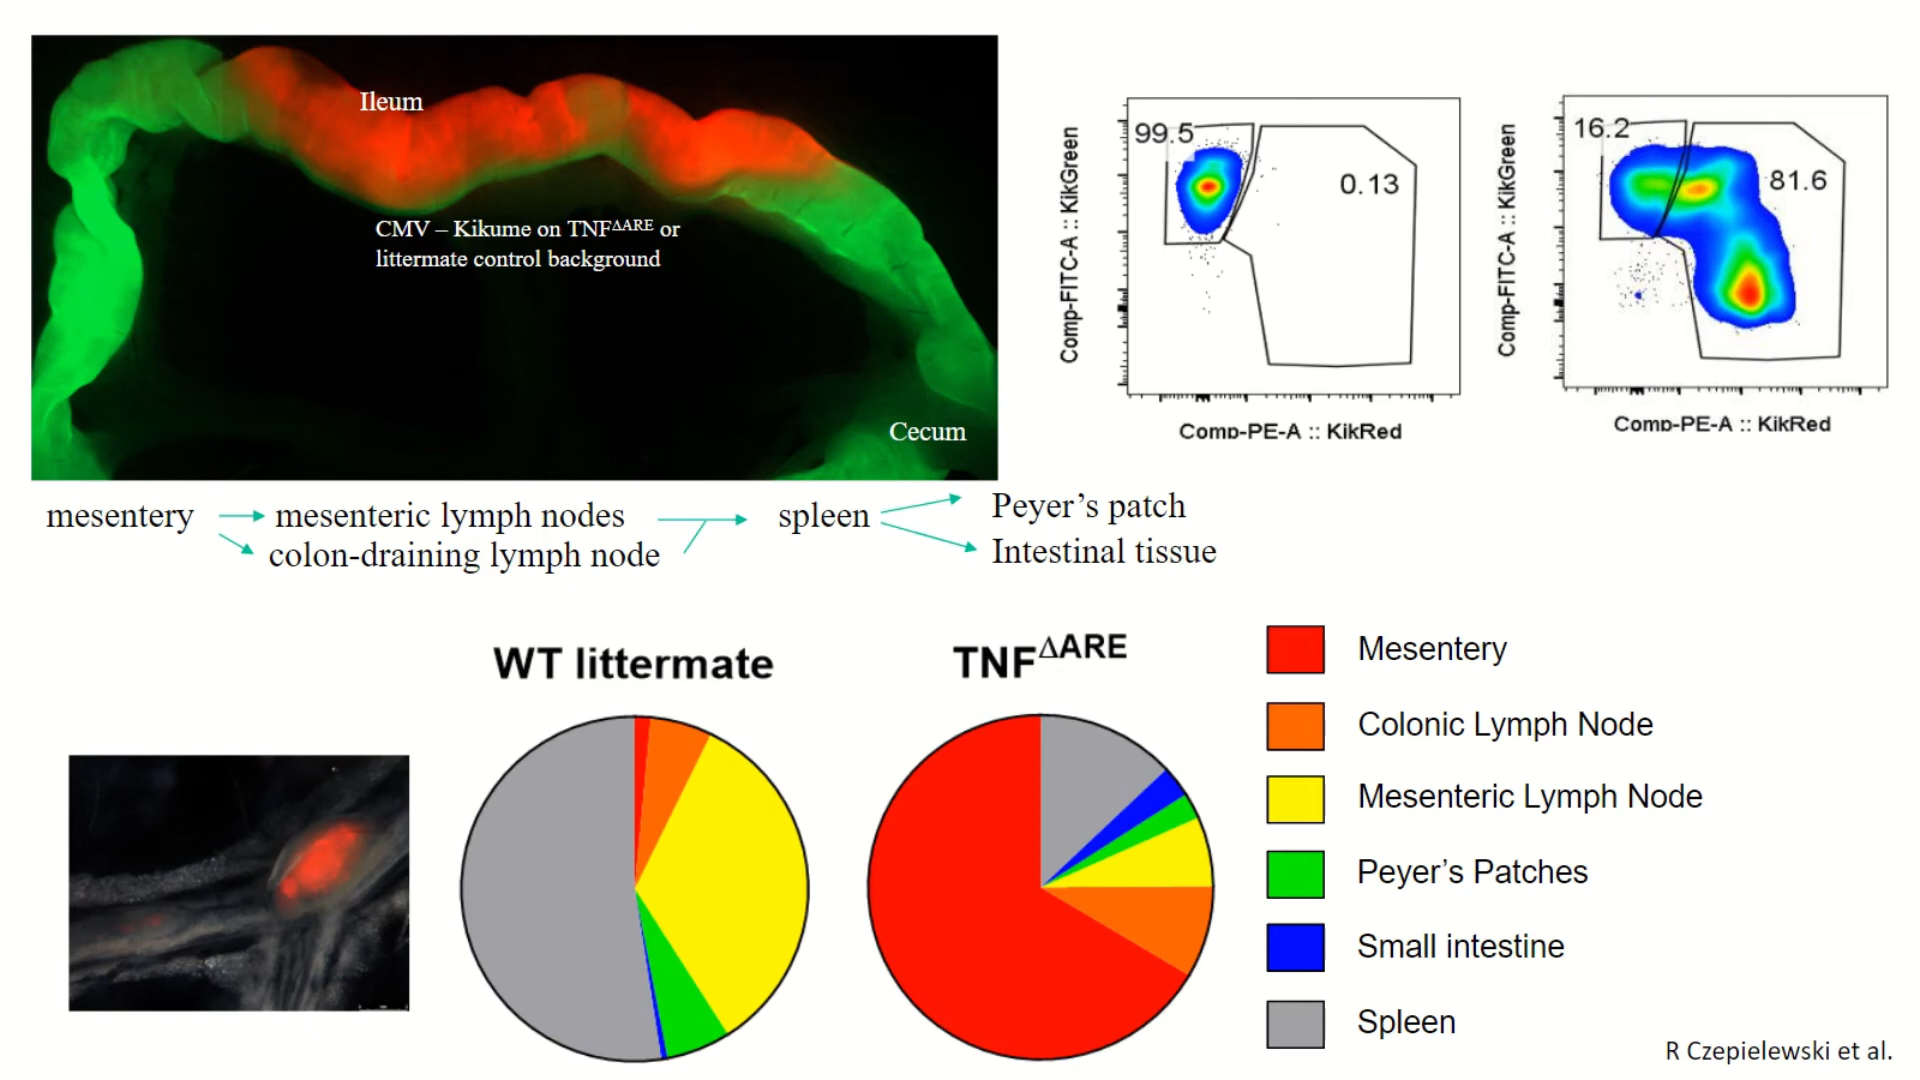 Ileum
CMV – Kikume on TNFΔARE or
littermate control background
Cecum
99.5
0.13
Comp-FITC-A :: KikGreen
Comp-PE-A :: KikRed
16.2
81.6
Comp-FITC-A :: KikGreen
Comp-PE-A :: KikRed
mesentery
mesenteric lymph nodes
colon-draining lymph node
spleen
Peyer’s patch
Intestinal tissue
WT littermate
TNFΔARE
Mesentery
Colonic Lymph Node
Mesenteric Lymph Node
Peyer’s Patches
Small intestine
Spleen
R Czepielewski et al.